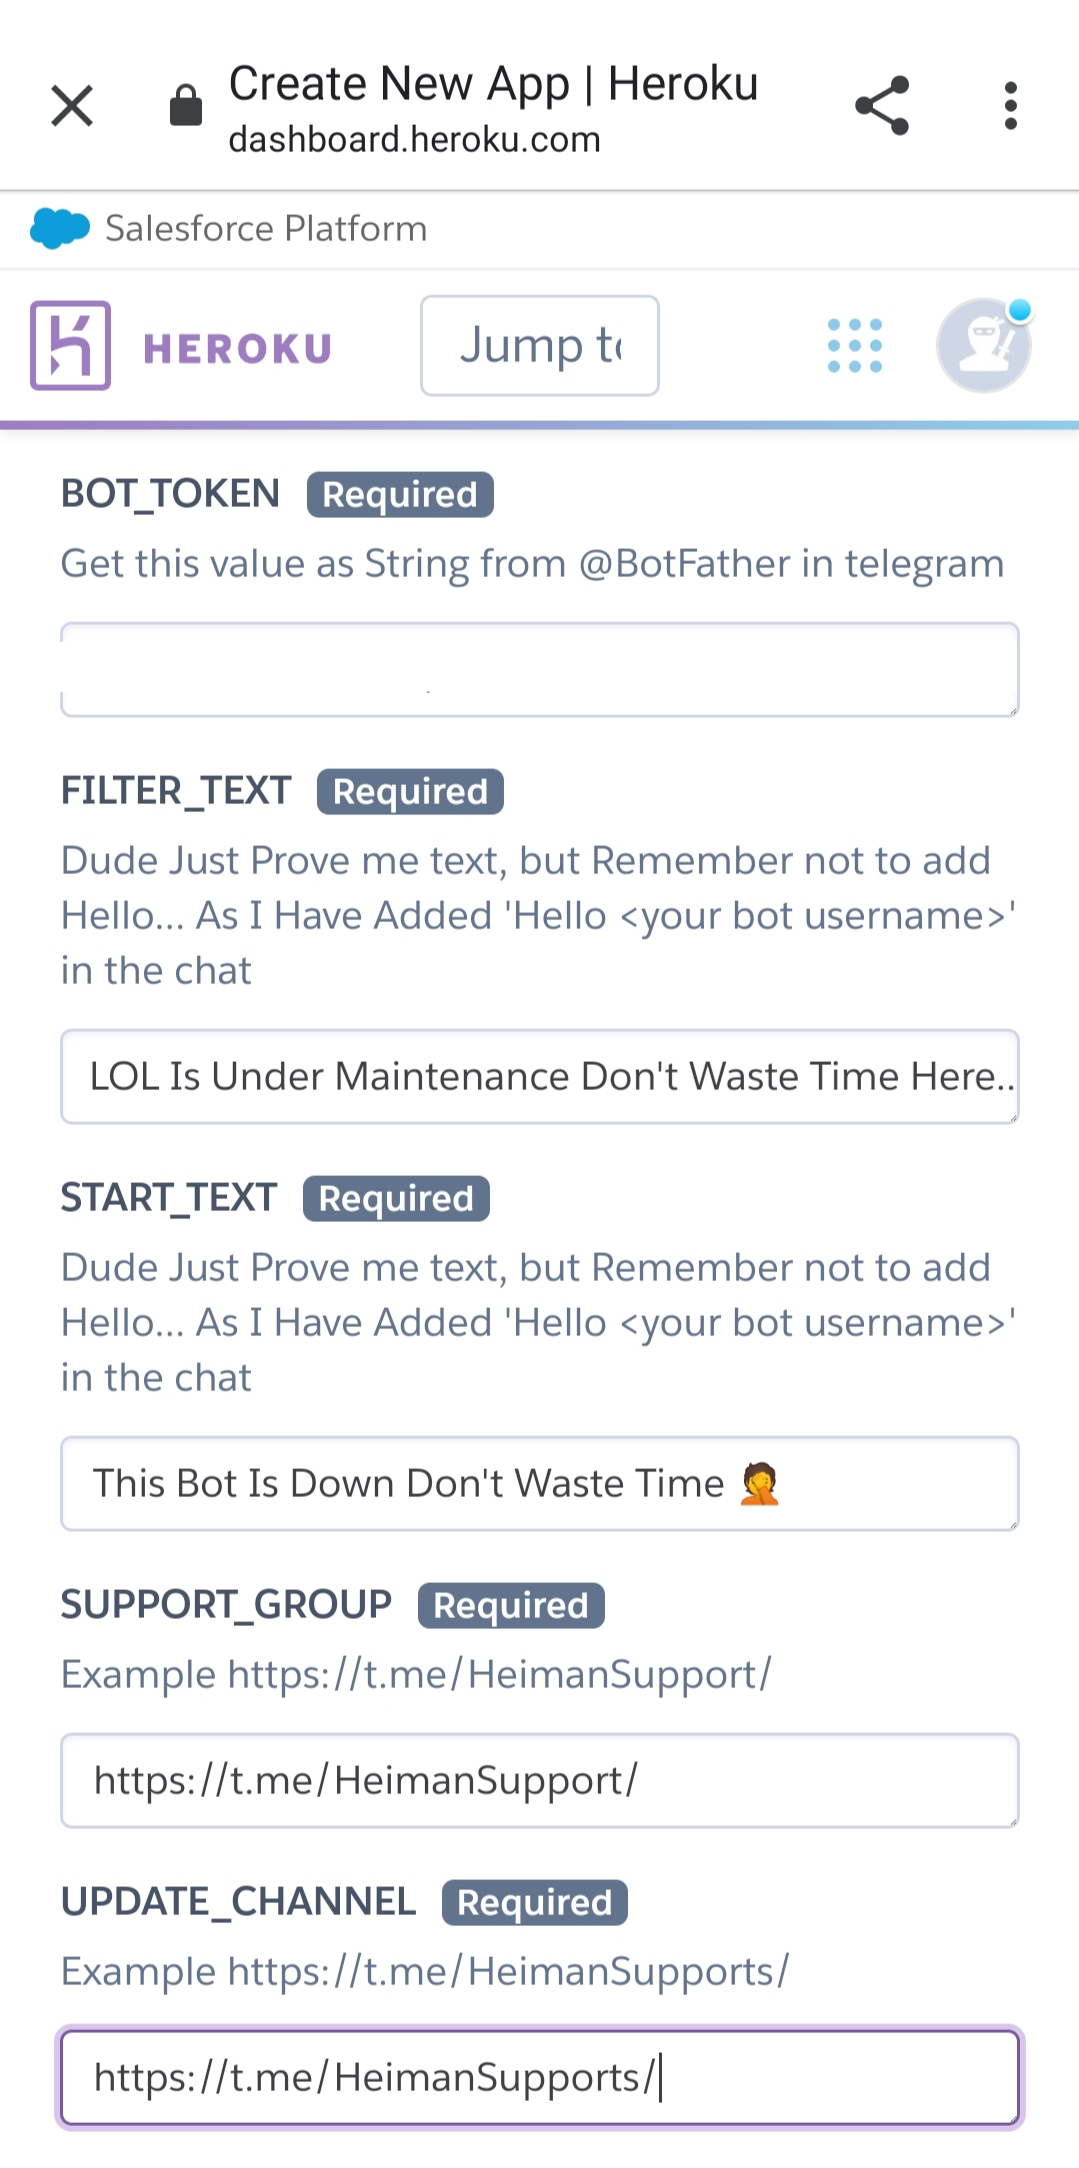 Create New App | Heroku
dashboard.heroku.com
Salesforce Platform
HEROKU
Jump to
BOT_TOKEN Required
Get this value as String from @BotFather in telegram
FILTER_TEXT Required
Dude Just Prove me text, but Remember not to add
Hello... As I Have Added 'Hello <your bot username>'
in the chat
LOL Is Under Maintenance Don't Waste Time Here..
START_TEXT Required
Dude Just Prove me text, but Remember not to add
Hello... As I Have Added 'Hello <your bot username>'
in the chat
This Bot Is Down Don't Waste Time 🤦
SUPPORT_GROUP Required
Example https://t.me/HeimanSupport/
https://t.me/HeimanSupport/
UPDATE_CHANNEL Required
Example https://t.me/HeimanSupports/
https://t.me/HeimanSupports/